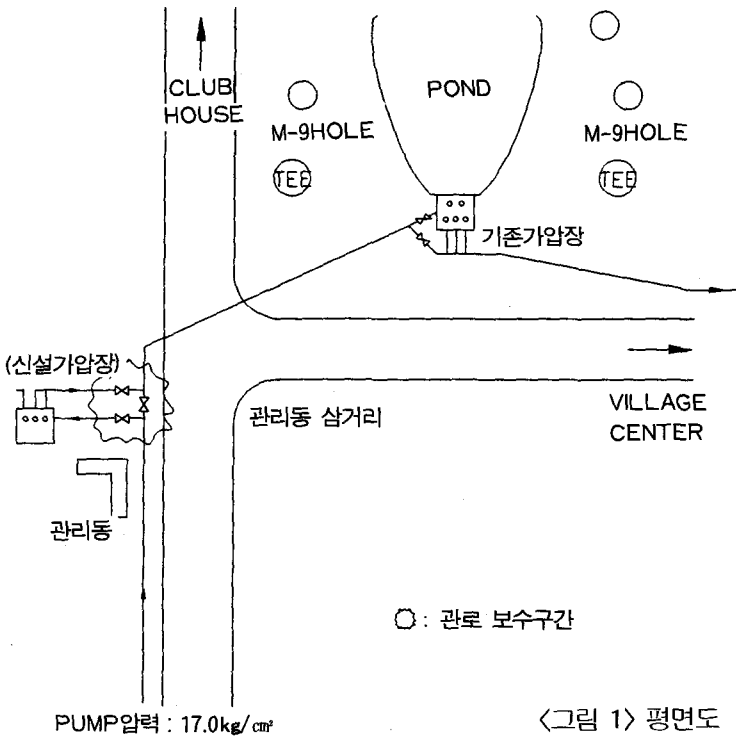 CLUB
HOUSE
POND
M-9HOLE
M-9HOLE
TEE
TEE
기존가압장
(신설가압장)
관리동 삼거리
VILLAGE
CENTER
관리동
: 관로 보수구간
PUMP압력 : 17.0kg/㎠
〈그림 1〉 평면도